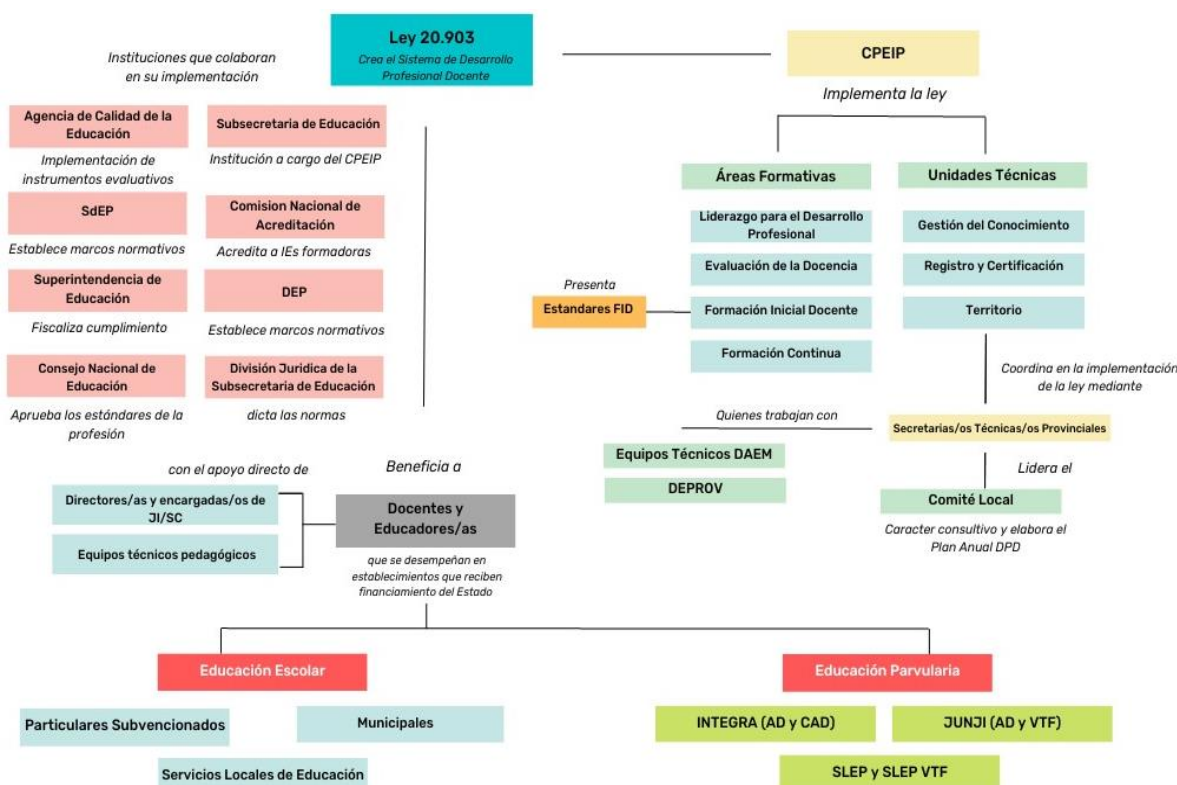 Ley 20.903
Crea el Sistema de Desarrollo
Profesional Docente
CPEIP
Implementa la ley
Instituciones que colaboran
en su implementación
Agencia de Calidad de la
Educación
Implementación de
instrumentos evaluativos
Subsecretaria de Educación
Institución a cargo del CPEIP
SdEP
Establece marcos normativos
Comision Nacional de
Acreditación
Acredita a IEs formadoras
Superintendencia de
Educación
Fiscaliza cumplimiento
DEP
Establece marcos normativos
Consejo Nacional de
Educación
Aprueba los estándares de la
profesión
División Juridica de la
Subsecretaria de Educación
dicta las normas
Áreas Formativas
Liderazgo para el Desarrollo
Profesional
Evaluación de la Docencia
Presenta
Estandares FID
Formación Inicial Docente
Formación Continua
Unidades Técnicas
Gestión del Conocimiento
Registro y Certificación
Territorio
Coordina en la implementación
de la ley mediante
Secretarias/os Técnicas/os Provinciales
Quienes trabajan con
Equipos Técnicos DAEM
DEPROV
Lidera el
Comité Local
Caracter consultivo y elabora el
Plan Anual DPD
Beneficia a
Docentes y
Educadores/as
con el apoyo directo de
Directores/as y encargadas/os de
JI/SC
Equipos técnicos pedagógicos
que se desempeñan en
establecimientos que reciben
financiamiento del Estado
Educación Escolar
Particulares Subvencionados
Municipales
Servicios Locales de Educación
Educación Parvularia
INTEGRA (AD y CAD)
JUNJI (AD y VTF)
SLEP y SLEP VTF